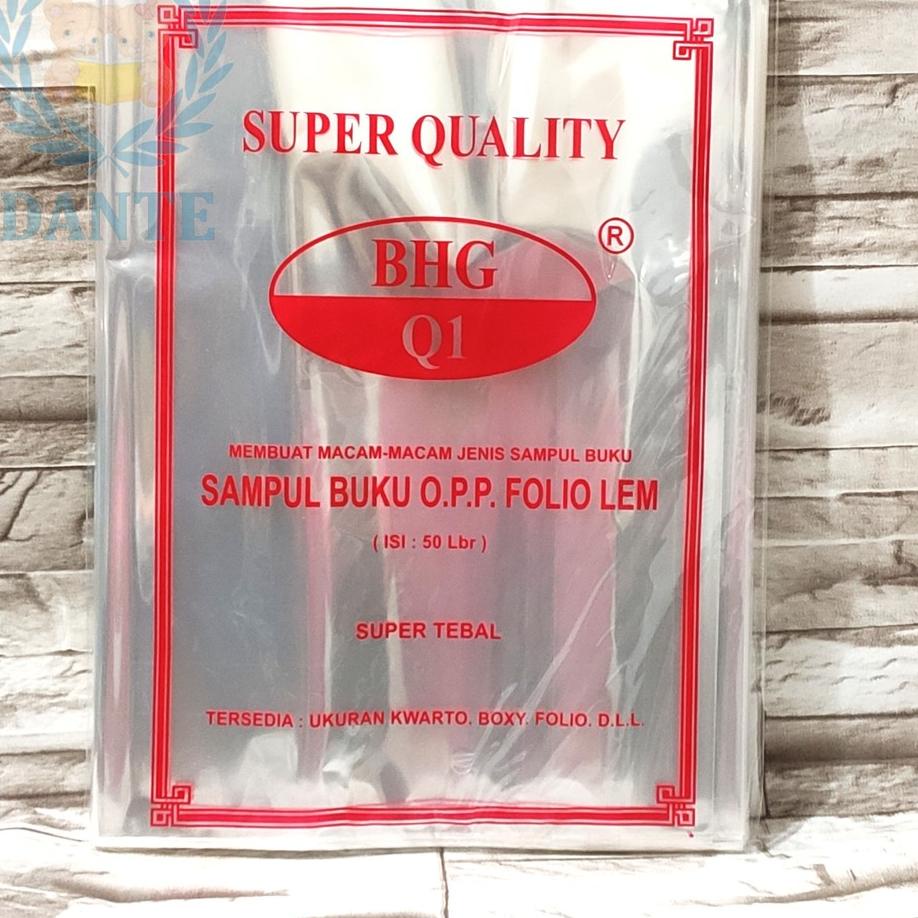 DANTE
SUPER QUALITY
®
BHG
Q1
MEMBUAT MACAM-MACAM JENIS SAMPUL BUKU
SAMPUL BUKU O.P.P. FOLIO LEM
( ISI : 50 Lbr )
SUPER TEBAL
TERSEDIA : UKURAN KWARTO. BOXY. FOLIO. D.L.L.